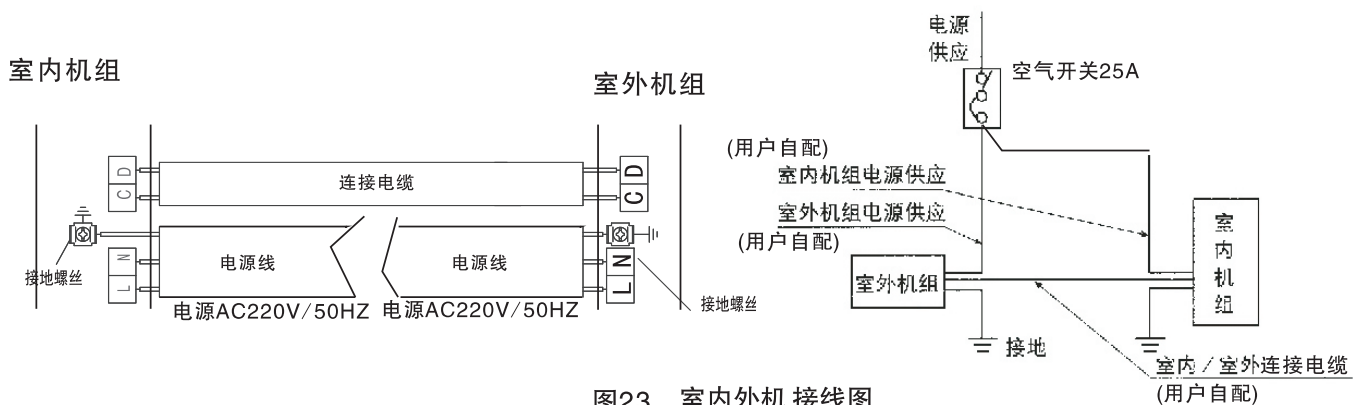 室内机组
室外机组
D
C
连接电缆
D
C
接地螺丝
N
L
电源线
电源线
N
L
接地螺丝
电源AC220V/50HZ
电源AC220V/50HZ
电源
供应
空气开关25A
(用户自配)
室内机组电源供应
室外机组电源供应
(用户自配)
室外机组
室内机组
接地
室内/室外连接电缆
(用户自配)
图23 室内外机 接线图